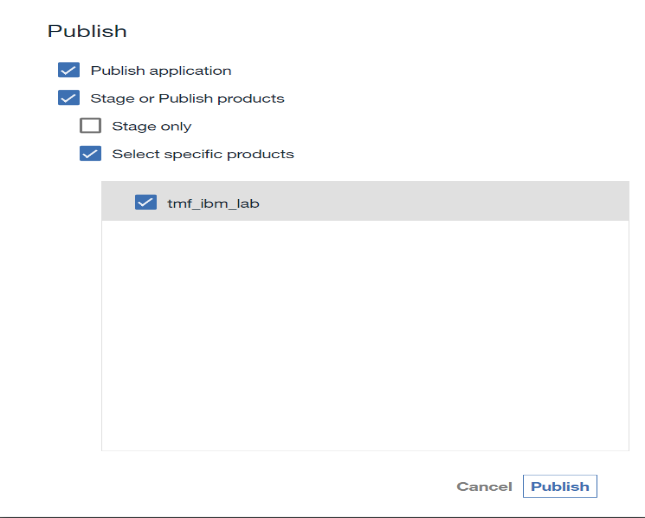 Publish
Publish application
Stage or Publish products
Stage only
Select specific products
tmf_ibm_lab
Cancel Publish